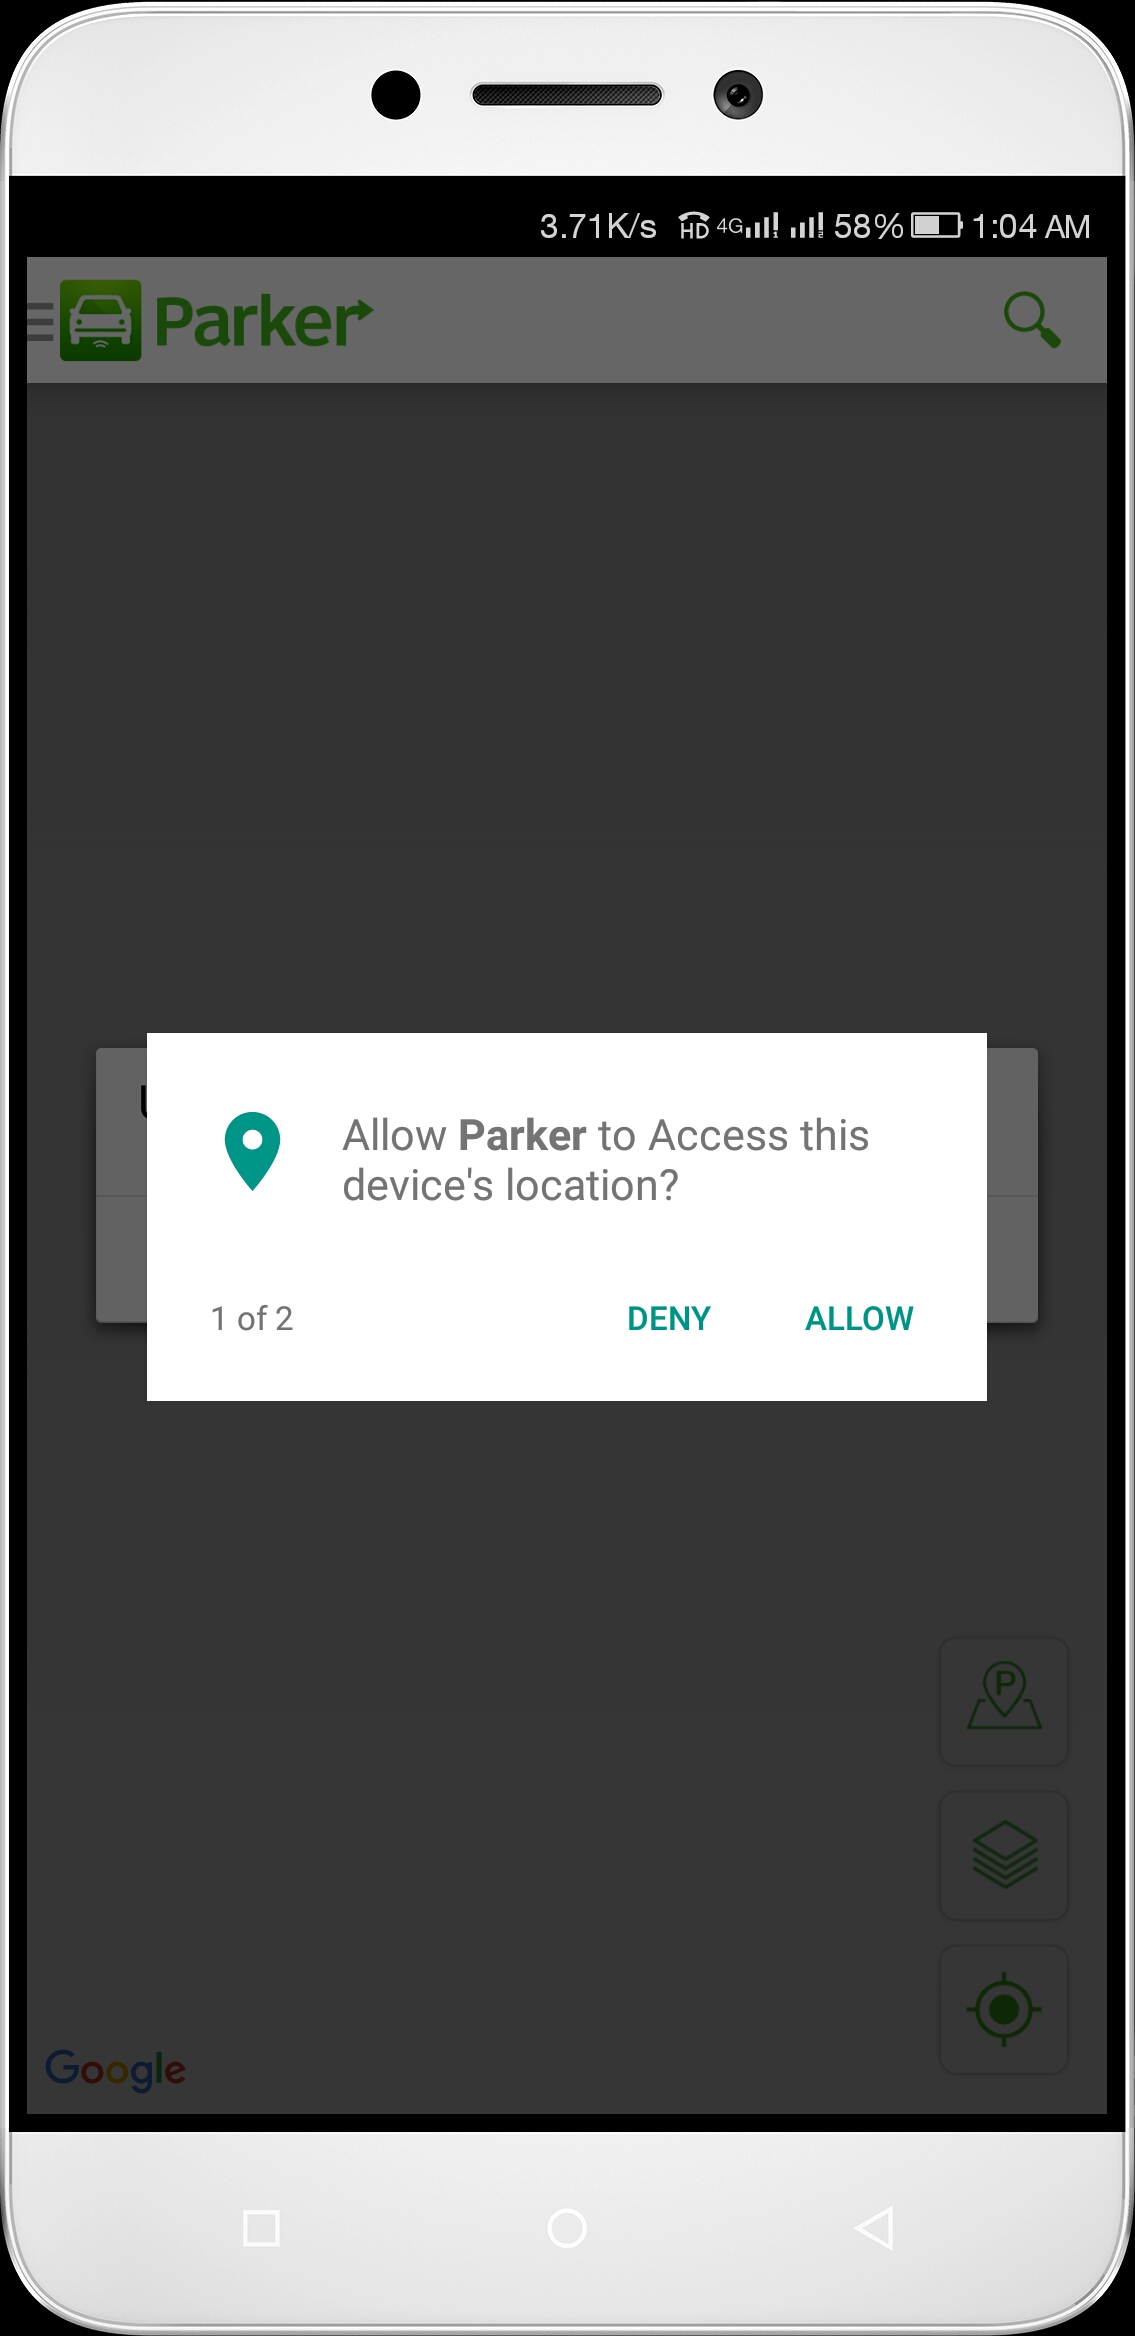 3.71K/s HD 4G 58% 1:04 AM
Parker
Allow Parker to Access this
device's location?
1 of 2 DENY ALLOW
P
Google